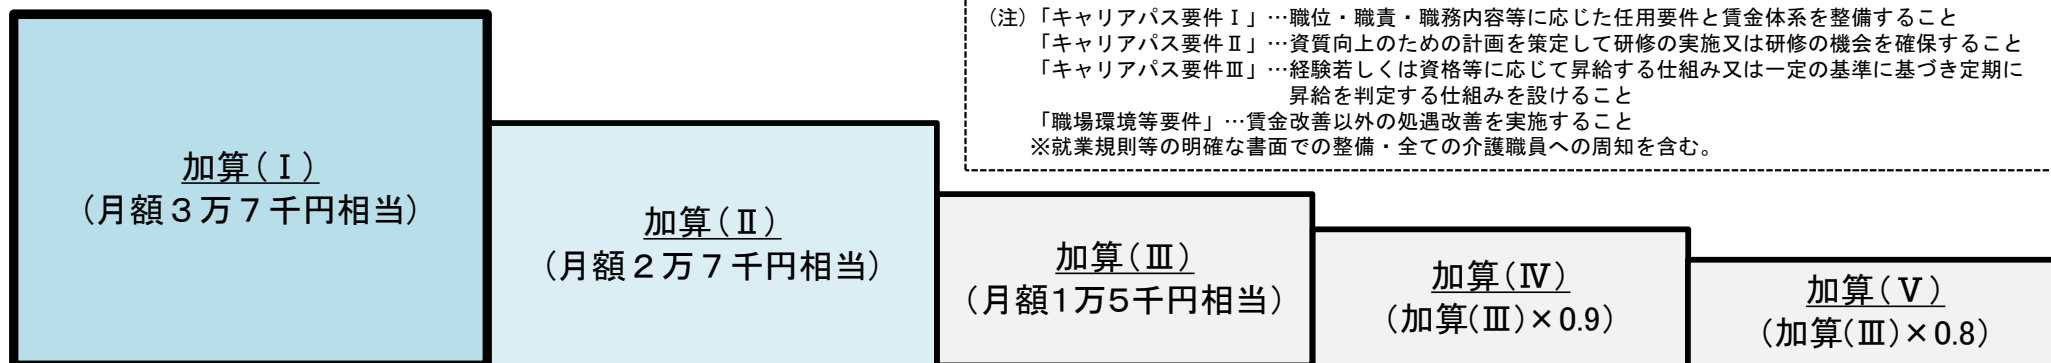 (注)「キャリアパス要件Ⅰ」…職位・職責・職務内容等に応じた任用要件と賃金体系を整備すること
「キャリアパス要件Ⅱ」…資質向上のための計画を策定して研修の実施又は研修の機会を確保すること
「キャリアパス要件Ⅲ」…経験若しくは資格等に応じて昇給する仕組み又は一定の基準に基づき定期に
昇給を判定する仕組みを設けること
「職場環境等要件」…賃金改善以外の処遇改善を実施すること
※就業規則等の明確な書面での整備・全ての介護職員への周知を含む。
加算(Ⅰ)
(月額3万7千円相当)
加算(Ⅱ)
(月額2万7千円相当)
加算(Ⅲ)
(月額1万5千円相当)
加算(Ⅳ)
(加算(Ⅲ)×0.9)
加算(Ⅴ)
(加算(Ⅲ)×0.8)